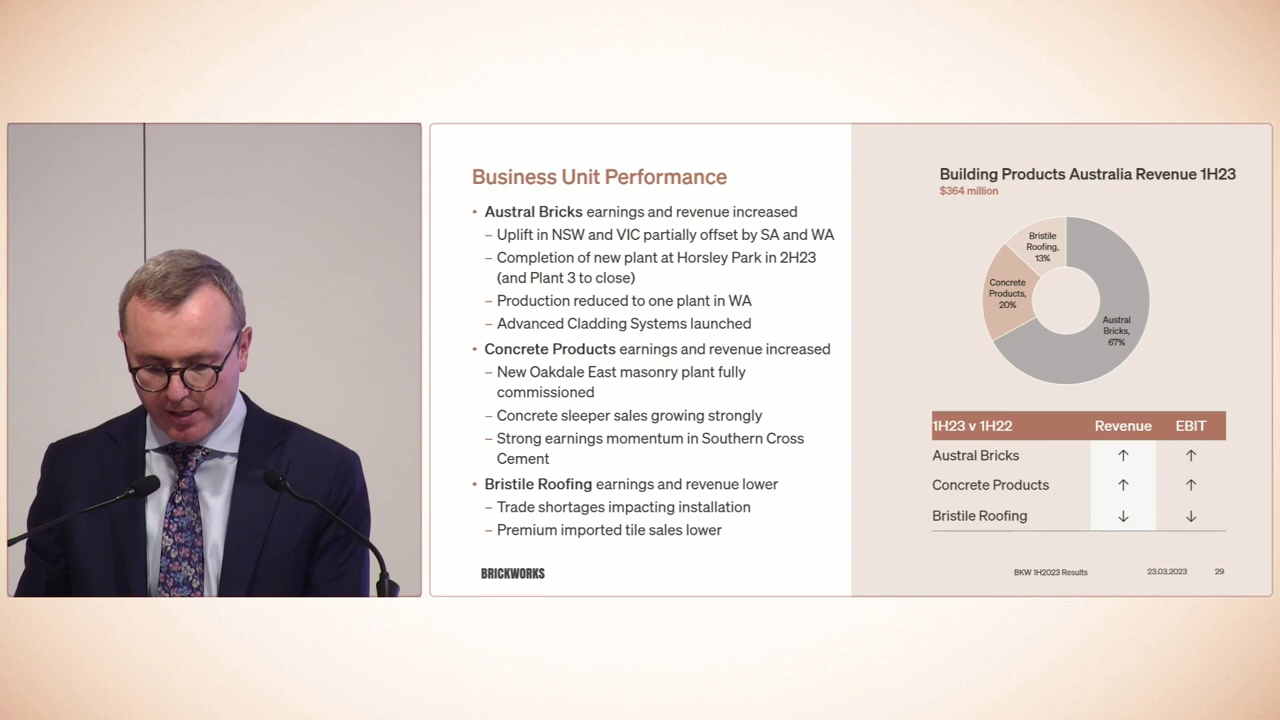 Business Unit Performance
• Austral Bricks earnings and revenue increased
– Uplift in NSW and VIC partially offset by SA and WA
– Completion of new plant at Horsley Park in 2H23
(and Plant 3 to close)
– Production reduced to one plant in WA
– Advanced Cladding Systems launched
• Concrete Products earnings and revenue increased
– New Oakdale East masonry plant fully
commissioned
– Concrete sleeper sales growing strongly
– Strong earnings momentum in Southern Cross
Cement
• Bristile Roofing earnings and revenue lower
– Trade shortages impacting installation
– Premium imported tile sales lower
BRICKWORKS
Building Products Australia Revenue 1H23
$364 million
Bristile
Roofing,
13%
Concrete
Products,
20%
Austral
Bricks,
67%
1H23 v 1H22 Revenue EBIT
Austral Bricks ↑ ↑
Concrete Products ↑ ↑
Bristile Roofing ↓ ↓
BKW 1H2023 Results 23.03.2023 29